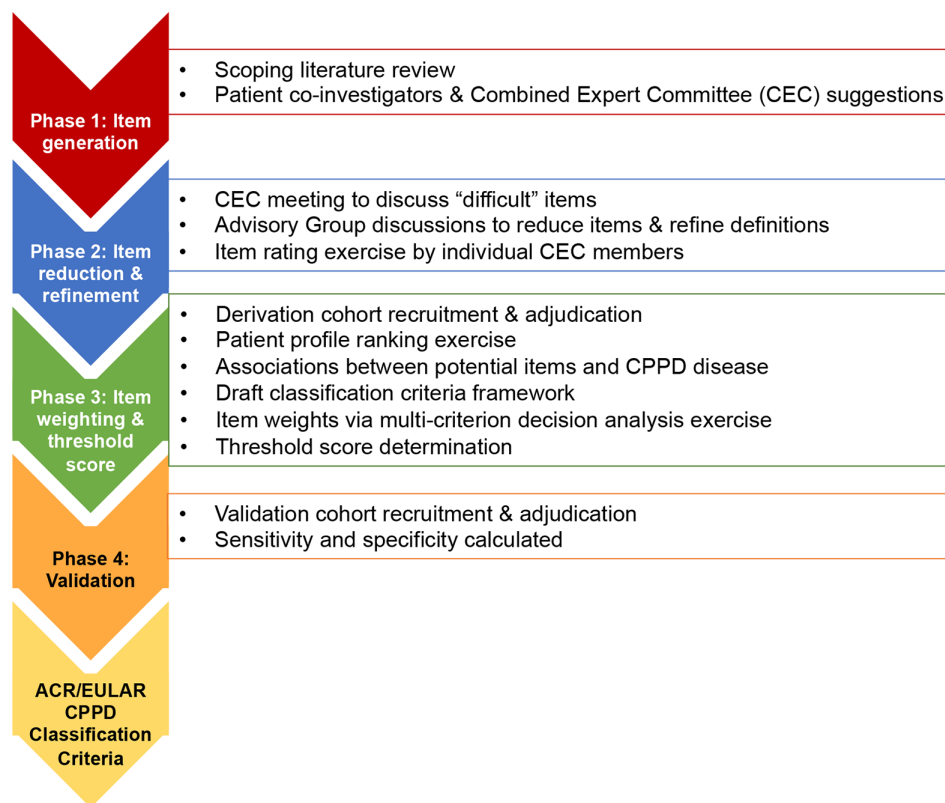 Phase 1: Item
generation
• Scoping literature review
• Patient co-investigators & Combined Expert Committee (CEC) suggestions
Phase 2: Item
reduction &
refinement
• CEC meeting to discuss “difficult” items
• Advisory Group discussions to reduce items & refine definitions
• Item rating exercise by individual CEC members
Phase 3: Item
weighting &
threshold
score
• Derivation cohort recruitment & adjudication
• Patient profile ranking exercise
• Associations between potential items and CPPD disease
• Draft classification criteria framework
• Item weights via multi-criterion decision analysis exercise
• Threshold score determination
Phase 4:
Validation
• Validation cohort recruitment & adjudication
• Sensitivity and specificity calculated
ACR/EULAR
CPPD
Classification
Criteria